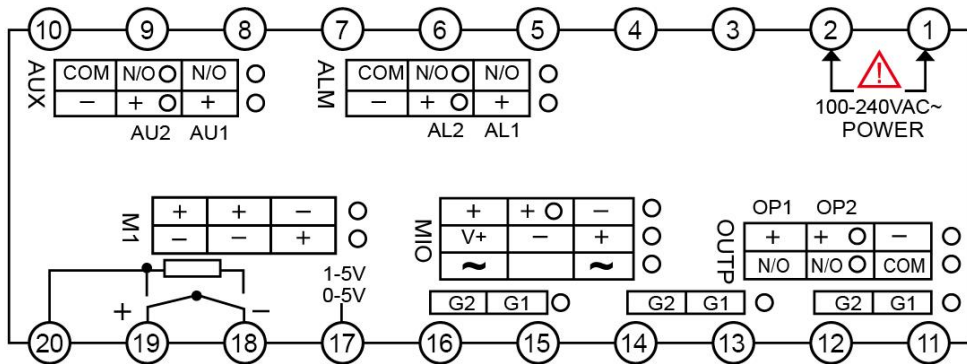 10 9 8 7 6 5 4 3 2 1
AUX COM N/O N/O
− + +
AU2 AU1
ALM COM N/O N/O
− + +
AL2 AL1
!
100-240VAC~
POWER
M1 + + −
− − +
MIO + + −
V+ − +
~ ~
OP1 OP2
OUTP + + −
N/O N/O COM
1-5V
0-5V
+ −
G2 G1 G2 G1 G2 G1
20 19 18 17 16 15 14 13 12 11